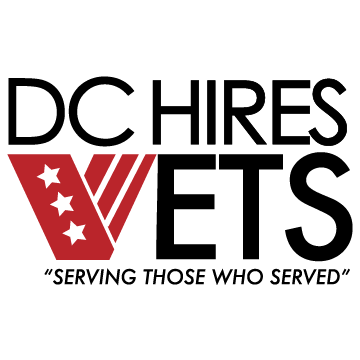 DC HIRES
VETS
“SERVING THOSE WHO SERVED”